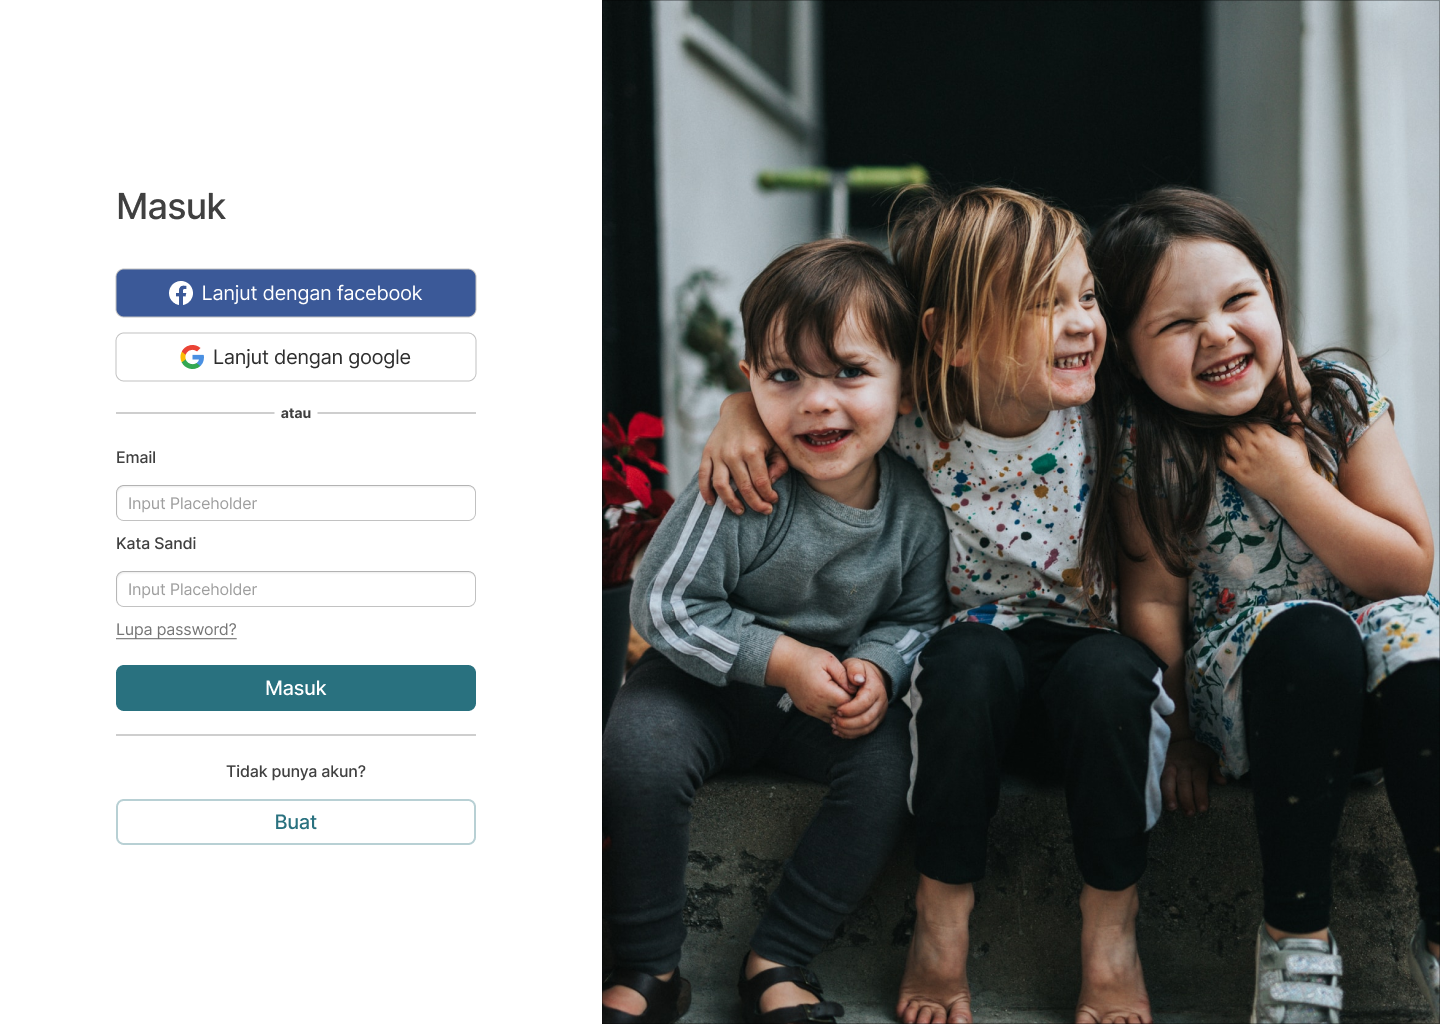 Masuk
Lanjut dengan facebook
Lanjut dengan google
atau
Email
Input Placeholder
Kata Sandi
Input Placeholder
Lupa password?
Masuk
Tidak punya akun?
Buat